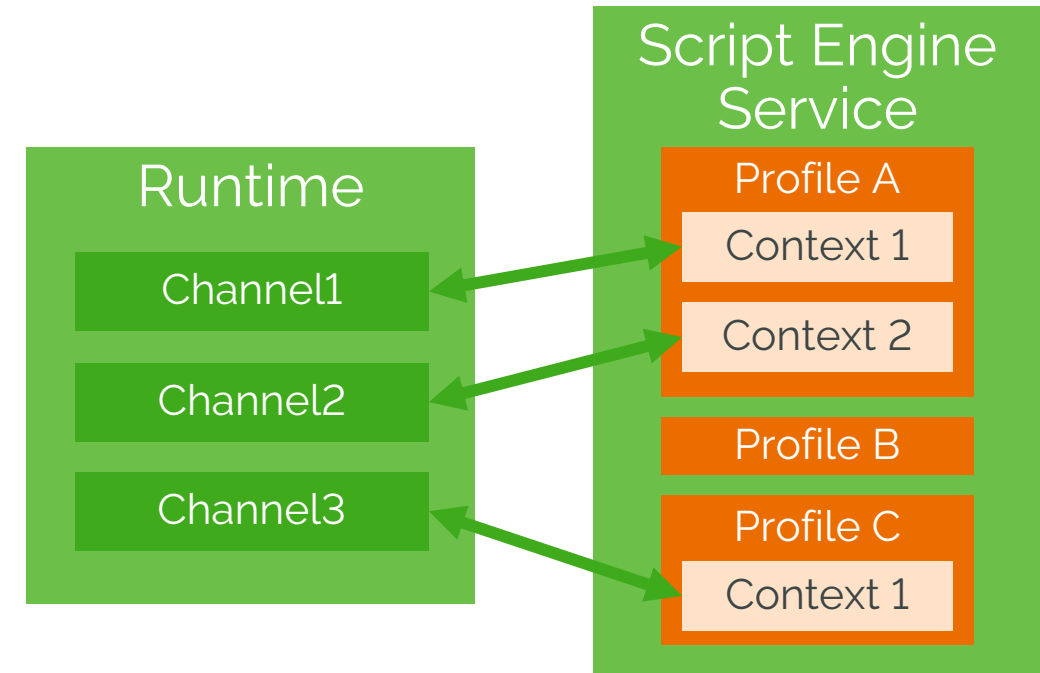 Runtime
Channel1
Channel2
Channel3
Script Engine
Service
Profile A
Context 1
Context 2
Profile B
Profile C
Context 1